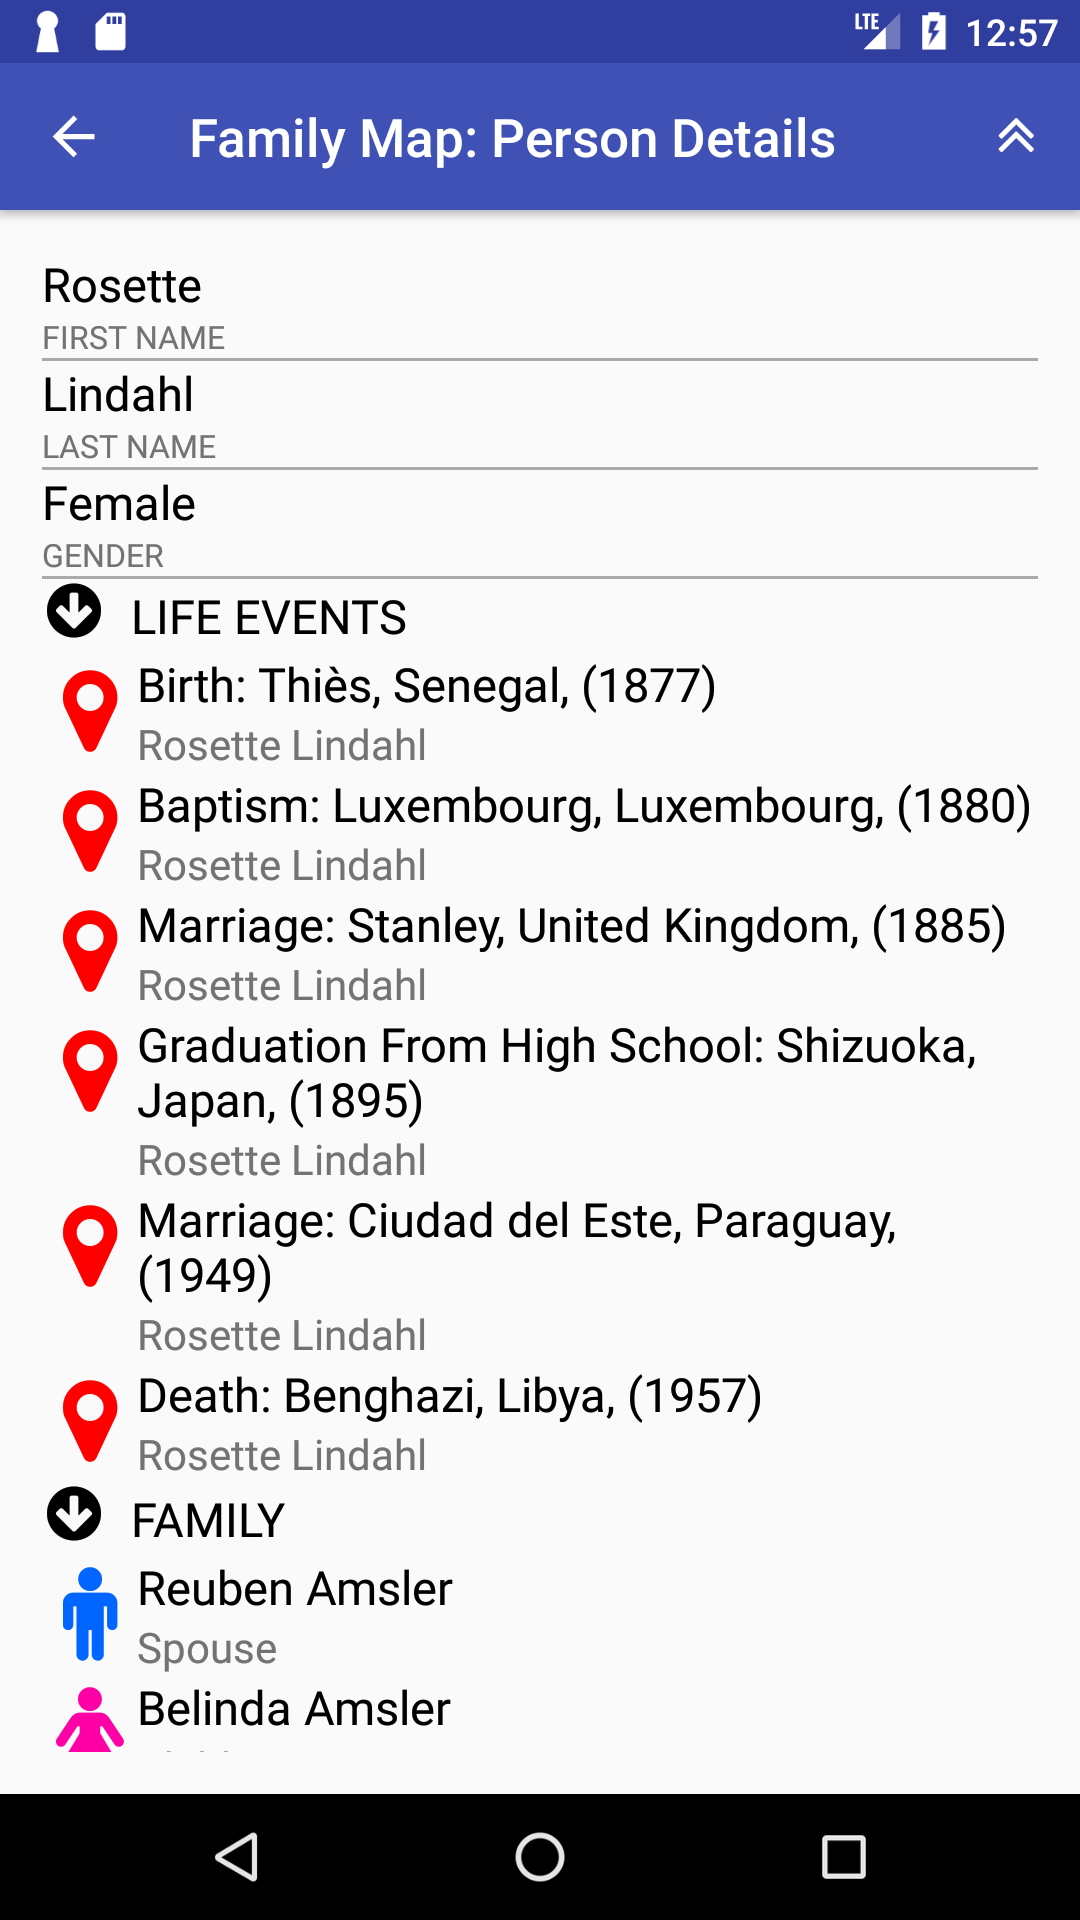 LTE 12:57
Family Map: Person Details
Rosette
FIRST NAME
Lindahl
LAST NAME
Female
GENDER
LIFE EVENTS
Birth: Thiès, Senegal, (1877)
Rosette Lindahl
Baptism: Luxembourg, Luxembourg, (1880)
Rosette Lindahl
Marriage: Stanley, United Kingdom, (1885)
Rosette Lindahl
Graduation From High School: Shizuoka,
Japan, (1895)
Rosette Lindahl
Marriage: Ciudad del Este, Paraguay,
(1949)
Rosette Lindahl
Death: Benghazi, Libya, (1957)
Rosette Lindahl
FAMILY
Reuben Amsler
Spouse
Belinda Amsler